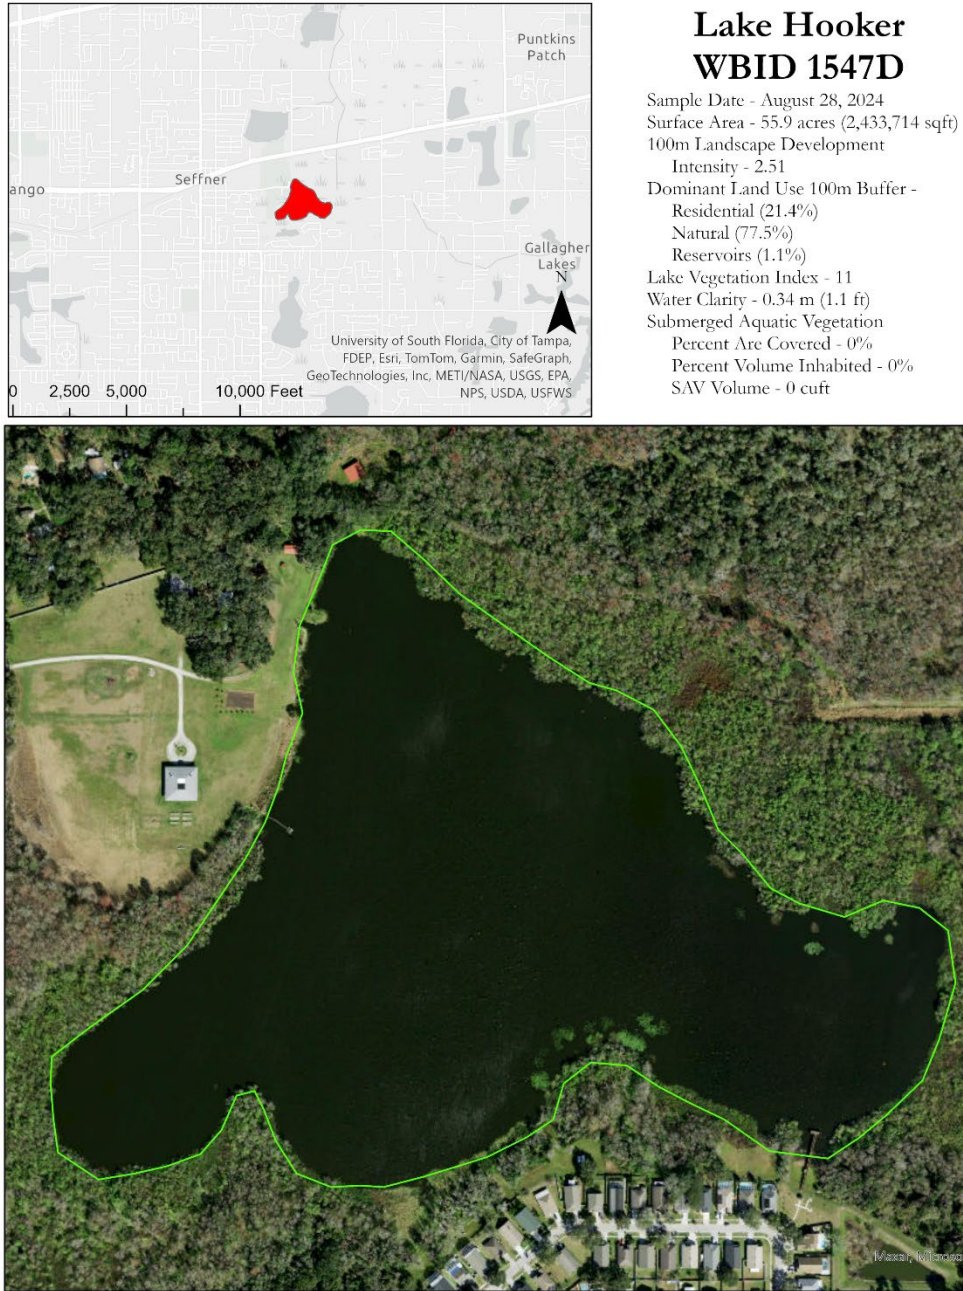 Lake Hooker
WBID 1547D
Sample Date - August 28, 2024
Surface Area - 55.9 acres (2,433,714 sqft)
100m Landscape Development
Intensity - 2.51
Dominant Land Use 100m Buffer -
Residential (21.4%)
Natural (77.5%)
Reservoirs (1.1%)
Lake Vegetation Index - 11
Water Clarity - 0.34 m (1.1 ft)
Submerged Aquatic Vegetation
Percent Are Covered - 0%
Percent Volume Inhabited - 0%
SAV Volume - 0 cuft
Puntkins
Patch
ango
Seffner
Gallagher
Lakes
N
University of South Florida, City of Tampa,
FDEP, Esri, TomTom, Garmin, SafeGraph,
GeoTechnologies, Inc, METI/NASA, USGS, EPA,
NPS, USDA, USFWS
0 2,500 5,000 10,000 Feet
Maxar, Microso